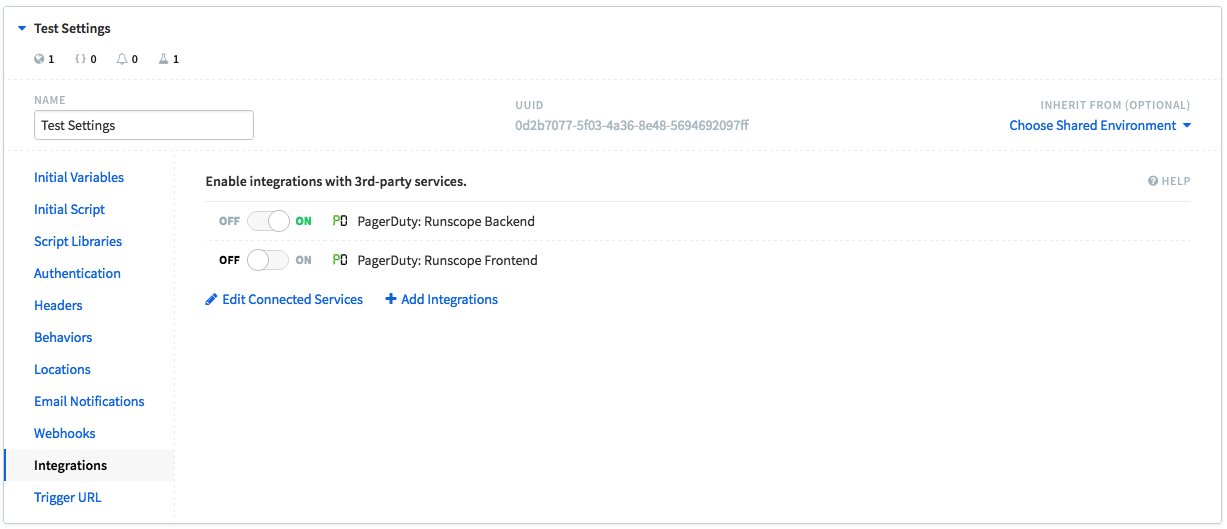 Test Settings
1 {} 0 0 1
NAME
Test Settings
UUID
0d2b7077-5f03-4a36-8e48-5694692097ff
INHERIT FROM (OPTIONAL)
Choose Shared Environment
Initial Variables
Initial Script
Script Libraries
Authentication
Headers
Behaviors
Locations
Email Notifications
Webhooks
Integrations
Trigger URL
Enable integrations with 3rd-party services.
HELP
OFF ON PD PagerDuty: Runscope Backend
OFF ON PD PagerDuty: Runscope Frontend
Edit Connected Services Add Integrations